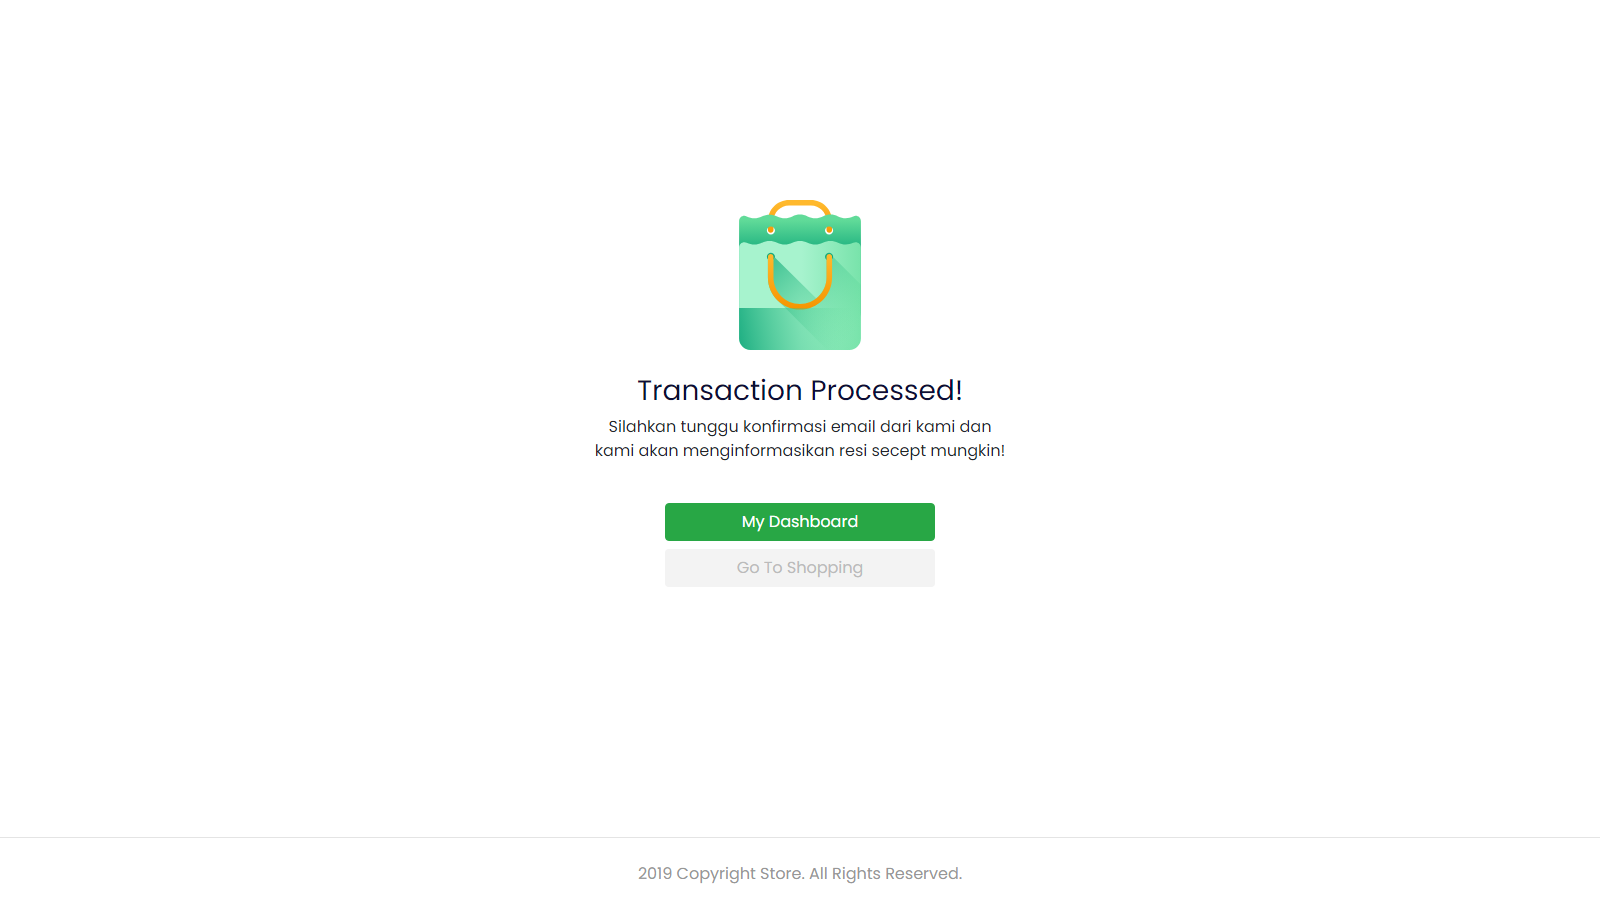 Transaction Processed!
Silahkan tunggu konfirmasi email dari kami dan
kami akan menginformasikan resi secept mungkin!
My Dashboard
Go To Shopping
2019 Copyright Store. All Rights Reserved.